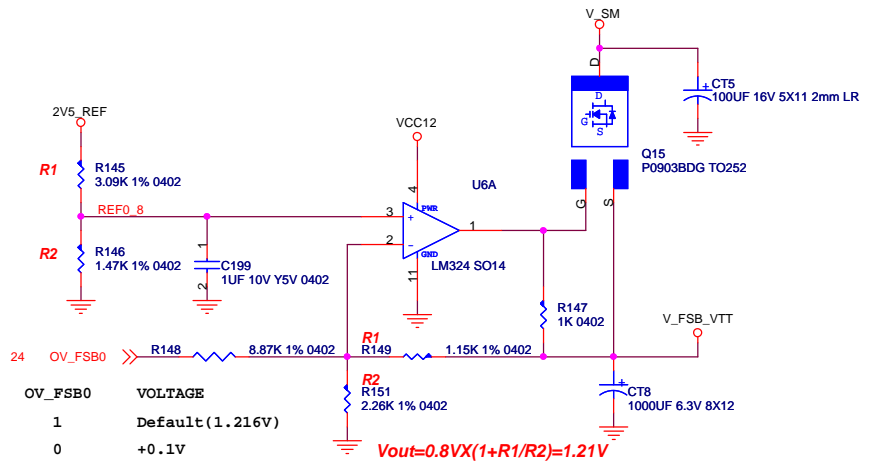 V_SM
D
CT5
100UF 16V 5X11 2mm LR
D
G
S
Q15
P0903BDG TO252
G
S
2V5_REF
VCC12
R1
R145
3.09K 1% 0402
REF0_8
U6A
4
PWR
3
+
1
2
-
GND
11
LM324 SO14
R2
R146
1.47K 1% 0402
1
C199
1UF 10V Y5V 0402
2
R147
1K 0402
V_FSB_VTT
24 OV_FSB0
R148
8.87K 1% 0402
R1
R149
1.15K 1% 0402
R2
R151
2.26K 1% 0402
CT8
1000UF 6.3V 8X12
OV_FSB0 VOLTAGE
1 Default(1.216V)
0 +0.1V
Vout=0.8VX(1+R1/R2)=1.21V